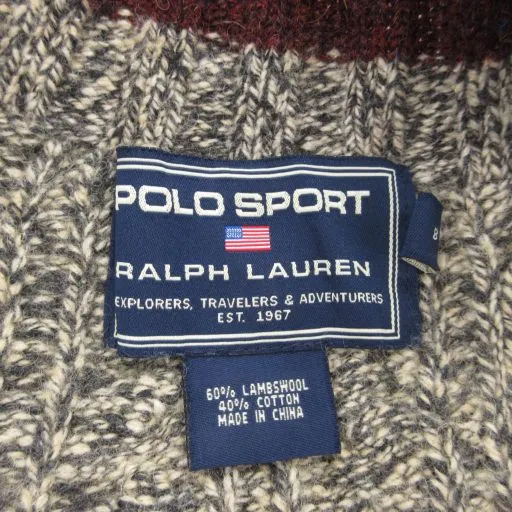 POLO SPORT
RALPH LAUREN
EXPLORERS, TRAVELERS & ADVENTURERS
EST. 1967
60% LAMBSWOOL
40% COTTON
MADE IN CHINA